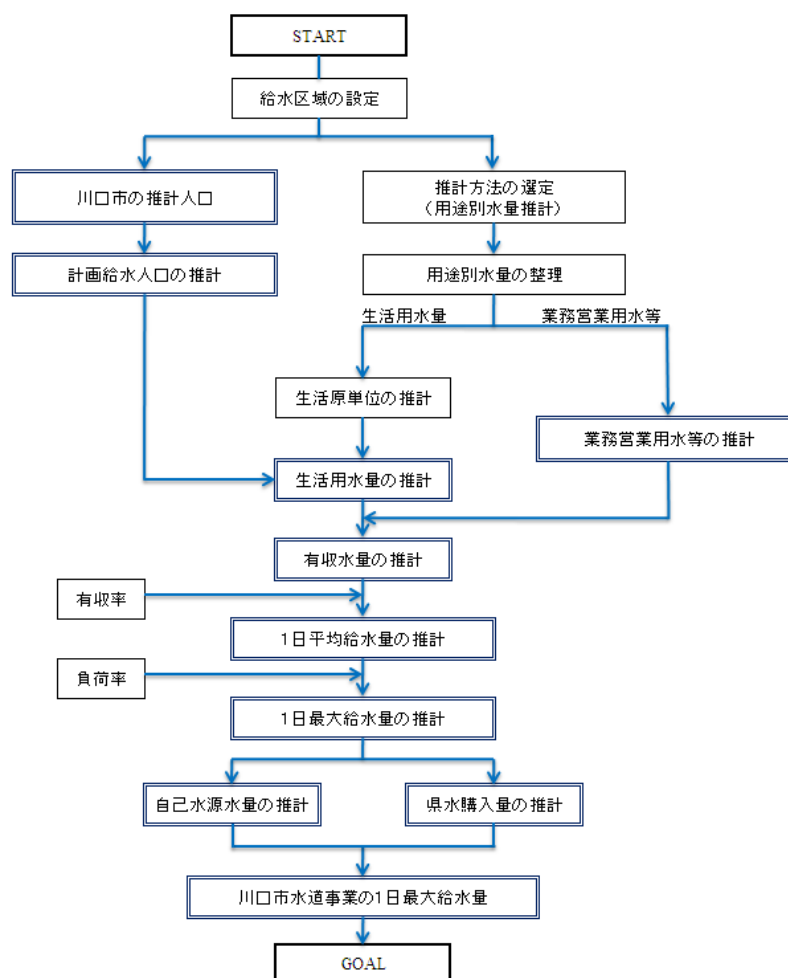 START
給水区域の設定
川口市の推計人口
推計方法の選定
（用途別水量推計）
計画給水人口の推計
用途別水量の整理
生活用水量
業務営業用水等
生活原単位の推計
業務営業用水等の推計
生活用水量の推計
有収水量の推計
有収率
1日平均給水量の推計
負荷率
1日最大給水量の推計
自己水源水量の推計
県水購入量の推計
川口市水道事業の1日最大給水量
GOAL